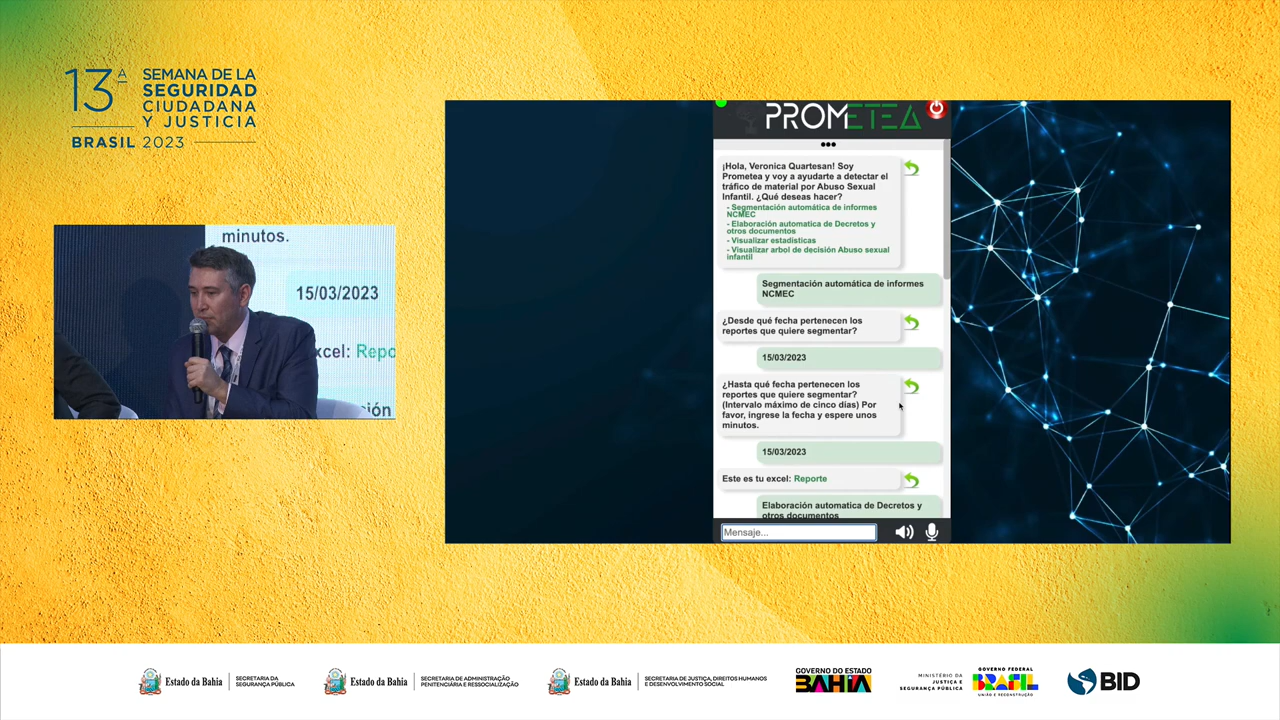 13ª
SEMANA DE LA
SEGURIDAD
CIUDADANA
Y JUSTICIA
BRASIL 2023
minutos.
15/03/2023
xcel: Repo
ión
PROMETEA
¡Hola, Veronica Quartesan! Soy
Prometea y voy a ayudarte a detectar el
tráfico de material por Abuso Sexual
Infantil. ¿Qué deseas hacer?
- Segmentación automática de informes
NCMEC
- Elaboración automatica de Decretos y
otros documentos
- Visualizar estadísticas
- Visualizar arbol de decisión Abuso sexual
infantil
Segmentación automática de informes
NCMEC
¿Desde qué fecha pertenecen los
reportes que quiere segmentar?
15/03/2023
¿Hasta qué fecha pertenecen los
reportes que quiere segmentar?
(Intervalo máximo de cinco días) Por
favor, ingrese la fecha y espere unos
minutos.
15/03/2023
Este es tu excel: Reporte
Elaboración automatica de Decretos y
otros documentos
Mensaje...
Estado da Bahia
SECRETARIA DA
SEGURANÇA PÚBLICA
Estado da Bahia
SECRETARIA DE ADMINISTRAÇÃO
PENITENCIÁRIA E RESSOCIALIZAÇÃO
Estado da Bahia
SECRETARIA DE JUSTIÇA, DIREITOS HUMANOS
E DESENVOLVIMENTO SOCIAL
GOVERNO DO ESTADO
BAHIA
MINISTÉRIO DA
JUSTIÇA E
SEGURANÇA PÚBLICA
GOVERNO FEDERAL
BRASIL
UNIÃO E RECONSTRUÇÃO
BID